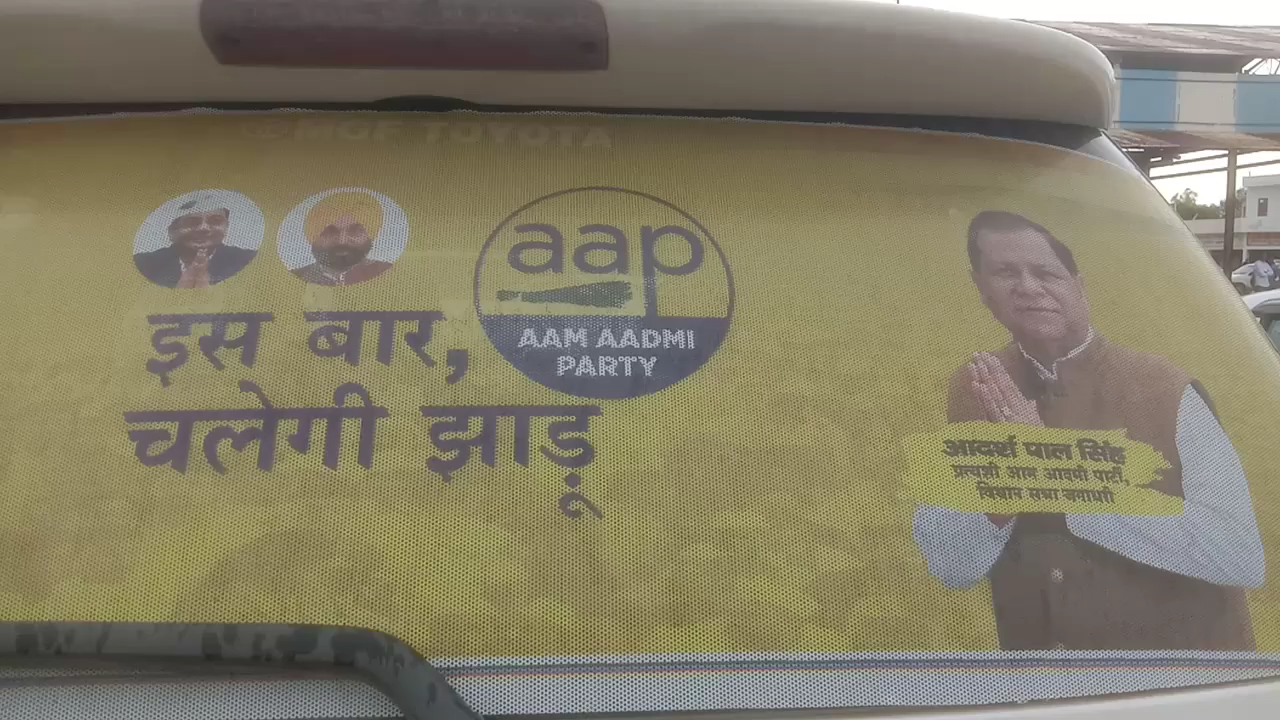 MGF TOYOTA
aap
AAM AADMI
PARTY
इस बार,
चलेगी झाड़ू
आदर्श पाल सिंह
प्रत्याशी आम आदमी पार्टी,
विधान सभा जगाधरी